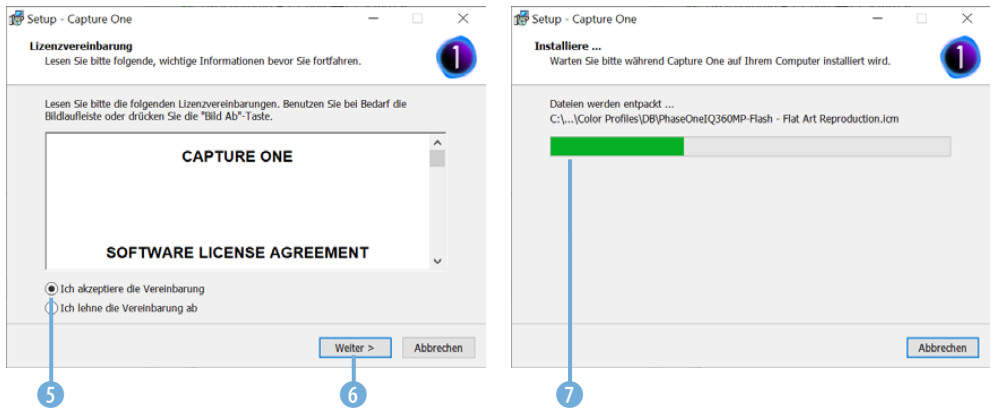 Setup - Capture One
Lizenzvereinbarung
Lesen Sie bitte folgende, wichtige Informationen bevor Sie fortfahren.
1
Lesen Sie bitte die folgenden Lizenzvereinbarungen. Benutzen Sie bei Bedarf die
Bildlaufleiste oder drücken Sie die "Bild Ab"-Taste.
CAPTURE ONE
SOFTWARE LICENSE AGREEMENT
Ich akzeptiere die Vereinbarung
Ich lehne die Vereinbarung ab
Weiter >
Abbrechen
5
6
Setup - Capture One
Installiere ...
Warten Sie bitte während Capture One auf Ihrem Computer installiert wird.
1
Dateien werden entpackt ...
C:\...\Color Profiles\DB\PhaseOneIQ360MP-Flash - Flat Art Reproduction.icm
Abbrechen
7